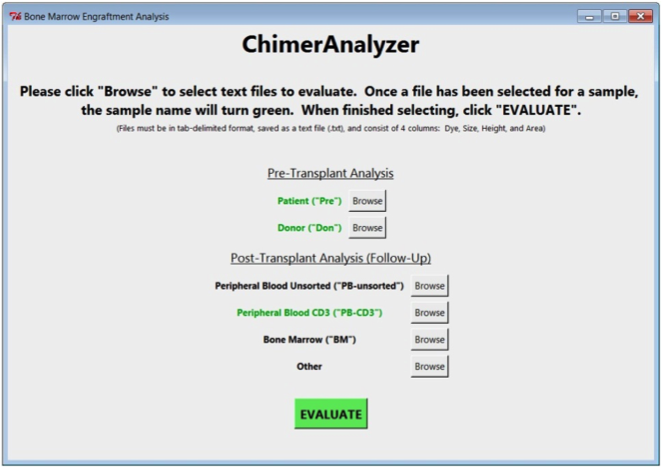 Bone Marrow Engraftment Analysis
ChimerAnalyzer
Please click "Browse" to select text files to evaluate. Once a file has been selected for a sample,
the sample name will turn green. When finished selecting, click "EVALUATE".
(Files must be in tab-delimited format, saved as a text file (.txt), and consist of 4 columns: Dye, Size, Height, and Area)
Pre-Transplant Analysis
Patient ("Pre") Browse
Donor ("Don") Browse
Post-Transplant Analysis (Follow-Up)
Peripheral Blood Unsorted ("PB-unsorted") Browse
Peripheral Blood CD3 ("PB-CD3") Browse
Bone Marrow ("BM") Browse
Other Browse
EVALUATE